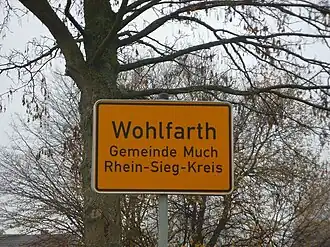 Wohlfarth
Gemeinde Much
Rhein-Sieg-Kreis